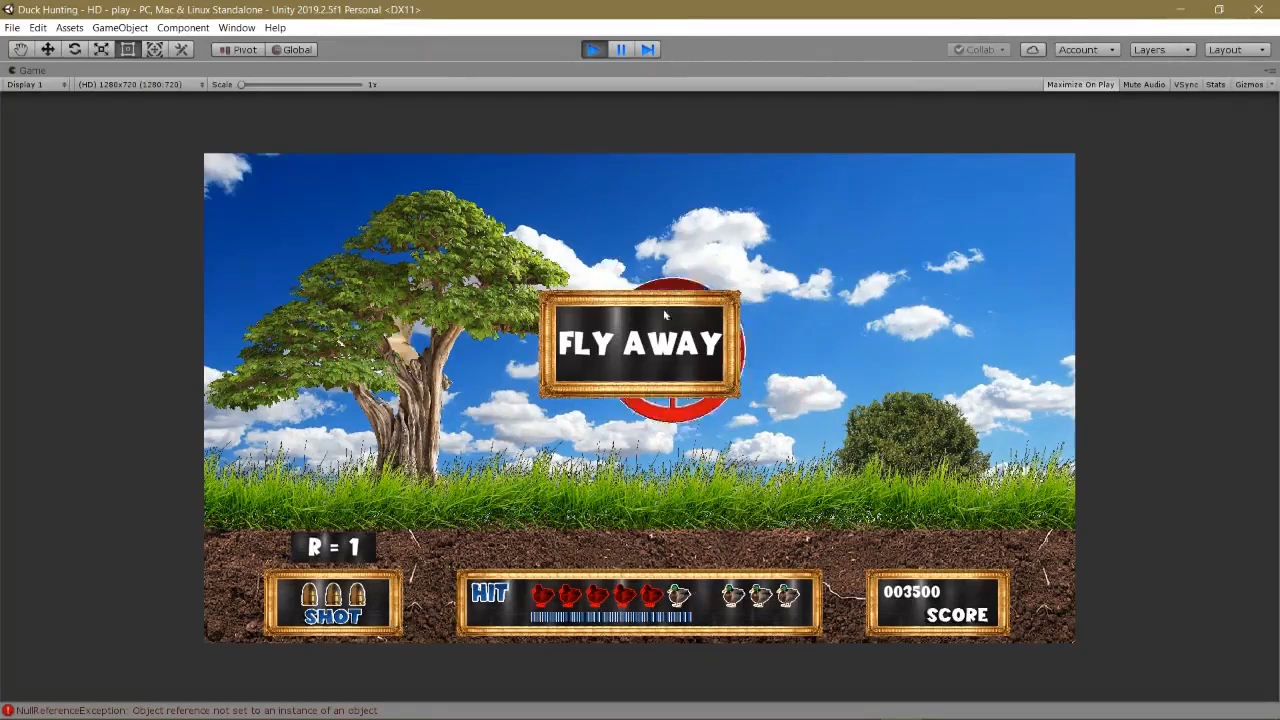 Duck Hunting - HD - play - PC, Mac & Linux Standalone - Unity 2019.2.5f1 Personal <DX11>
File Edit Assets GameObject Component Window Help
Pivot Global Collab Account Layers Layout
Game
Display 1 (HD) 1280x720 (1280:720) Scale 1x Maximize On Play Mute Audio VSync Stats Gizmos
FLY AWAY
R = 1
SHOT
HIT
003500
SCORE
NullReferenceException: Object reference not set to an instance of an object